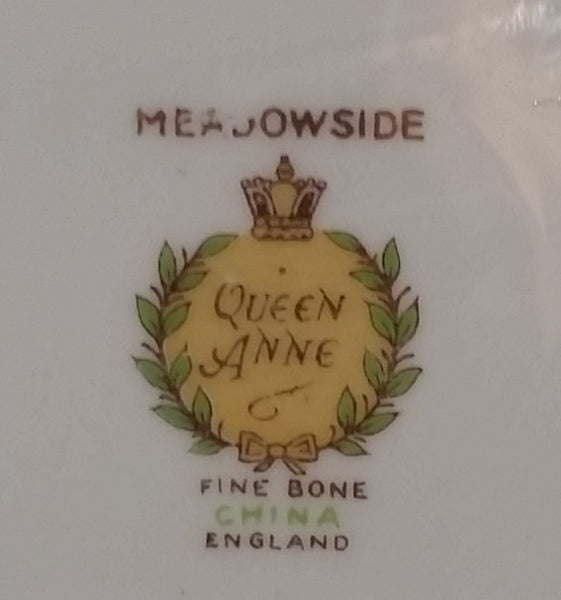 MEADOWSIDE
QUEEN
ANNE
FINE BONE
CHINA
ENGLAND